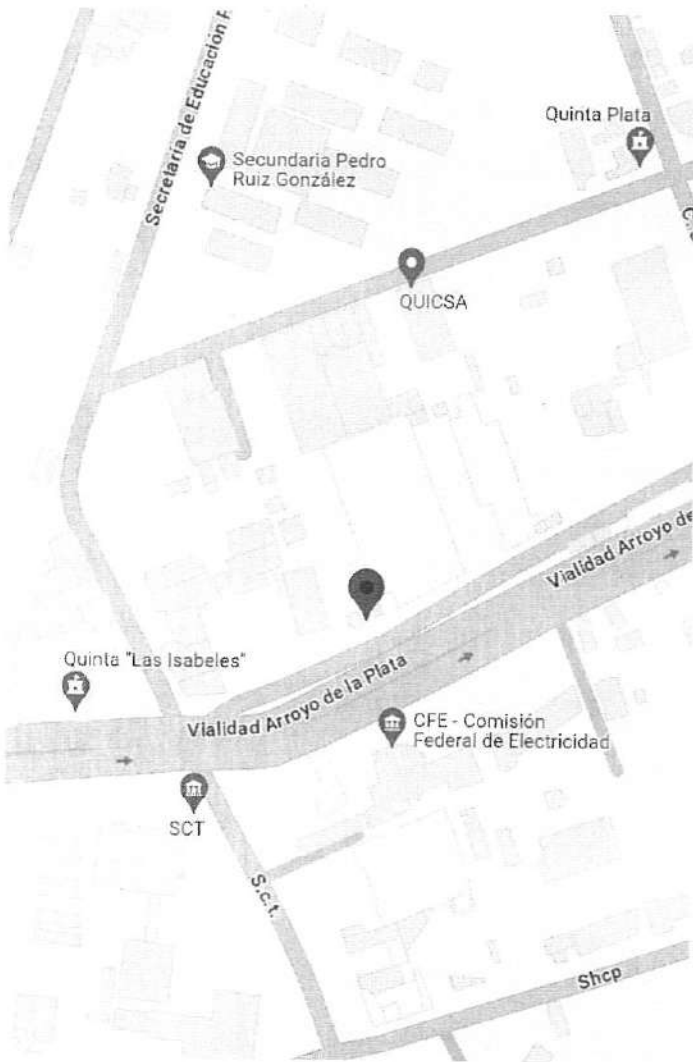 Secretaría de Educación P
Quinta Plata
Secundaria Pedro
Ruiz González
QUICSA
Vialidad Arroyo de
Quinta "Las Isabeles"
Vialidad Arroyo de la Plata
CFE - Comisión
Federal de Electricidad
SCT
S.c.t.
Shcp